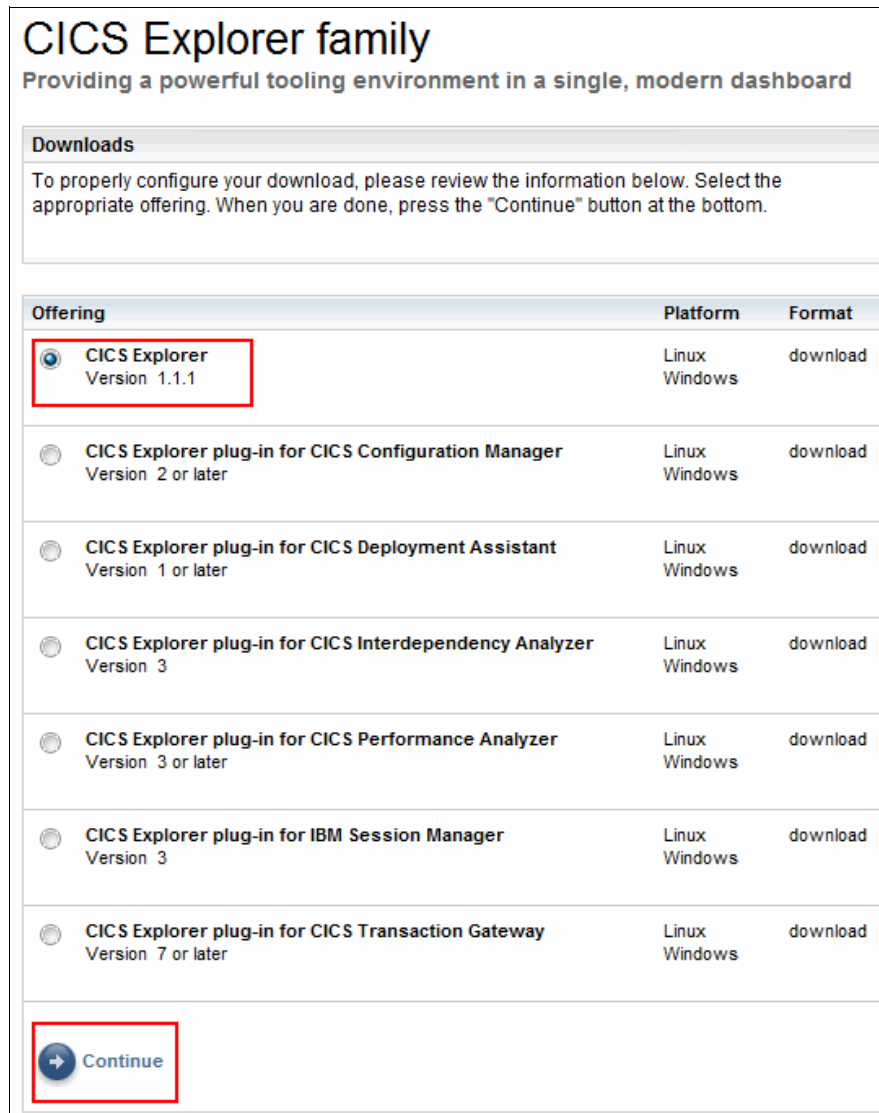 CICS Explorer family
Providing a powerful tooling environment in a single, modern dashboard
Downloads
To properly configure your download, please review the information below. Select the
appropriate offering. When you are done, press the "Continue" button at the bottom.
Offering Platform Format
CICS Explorer Linux download
Version 1.1.1 Windows
CICS Explorer plug-in for CICS Configuration Manager Linux download
Version 2 or later Windows
CICS Explorer plug-in for CICS Deployment Assistant Linux download
Version 1 or later Windows
CICS Explorer plug-in for CICS Interdependency Analyzer Linux download
Version 3 Windows
CICS Explorer plug-in for CICS Performance Analyzer Linux download
Version 3 or later Windows
CICS Explorer plug-in for IBM Session Manager Linux download
Version 3 Windows
CICS Explorer plug-in for CICS Transaction Gateway Linux download
Version 7 or later Windows
Continue